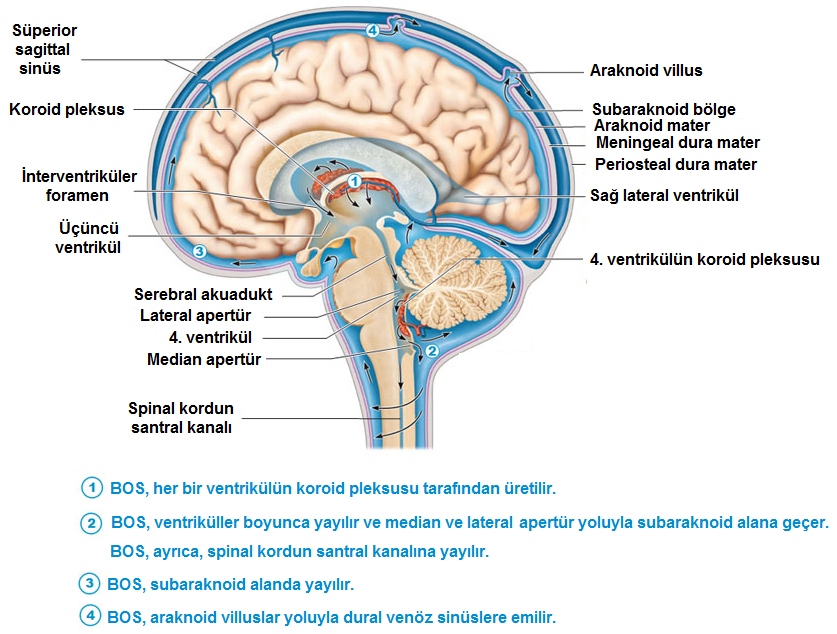 Süperior
sagittal
sinüs
Koroid pleksus
İnterventriküler
foramen
Üçüncü
ventrikül
Serebral akuadukt
Lateral apertür
4. ventrikül
Median apertür
Spinal kordun
santral kanalı
Araknoid villus
Subaraknoid bölge
Araknoid mater
Meningeal dura mater
Periosteal dura mater
Sağ lateral ventrikül
4. ventrikülün koroid pleksusu
4
1
3
2
1 BOS, her bir ventrikülün koroid pleksusu tarafından üretilir.
2 BOS, ventriküller boyunca yayılır ve median ve lateral apertür yoluyla subaraknoid alana geçer.
BOS, ayrıca, spinal kordun santral kanalına yayılır.
3 BOS, subaraknoid alanda yayılır.
4 BOS, araknoid villuslar yoluyla dural venöz sinüslere emilir.